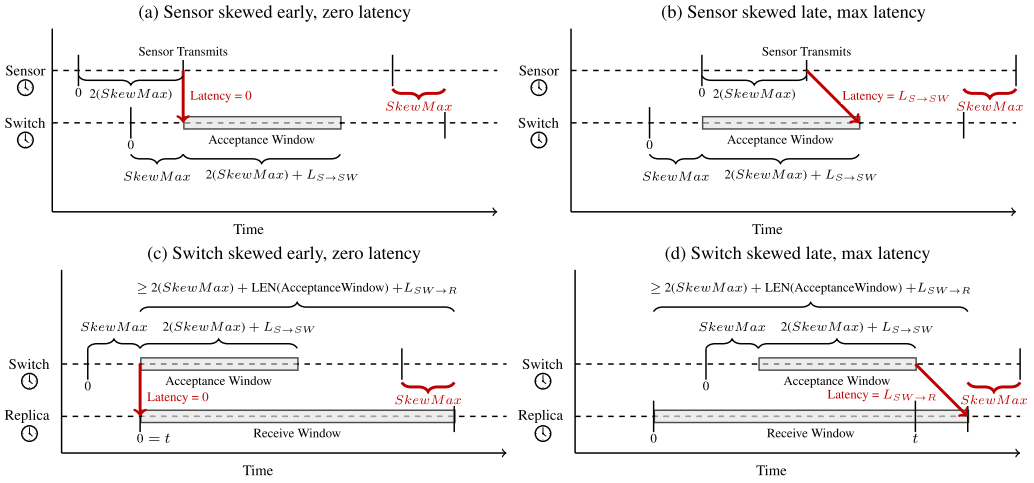 (a) Sensor skewed early, zero latency
Sensor Transmits
Sensor
0
2(SkewMax)
Latency = 0
SkewMax
Switch
0
Acceptance Window
SkewMax
2(SkewMax) + L_{S→SW}
Time
(b) Sensor skewed late, max latency
Sensor Transmits
Sensor
0
2(SkewMax)
Latency = L_{S→SW}
SkewMax
Switch
0
Acceptance Window
SkewMax
2(SkewMax) + L_{S→SW}
Time
(c) Switch skewed early, zero latency
≥ 2(SkewMax) + LEN(AcceptanceWindow) + L_{SW→R}
SkewMax
2(SkewMax) + L_{S→SW}
Switch
0
Acceptance Window
Latency = 0
SkewMax
Replica
0 = t
Receive Window
Time
(d) Switch skewed late, max latency
≥ 2(SkewMax) + LEN(AcceptanceWindow) + L_{SW→R}
SkewMax
2(SkewMax) + L_{S→SW}
Switch
0
Acceptance Window
Latency = L_{SW→R}
SkewMax
Replica
0
Receive Window
t
Time